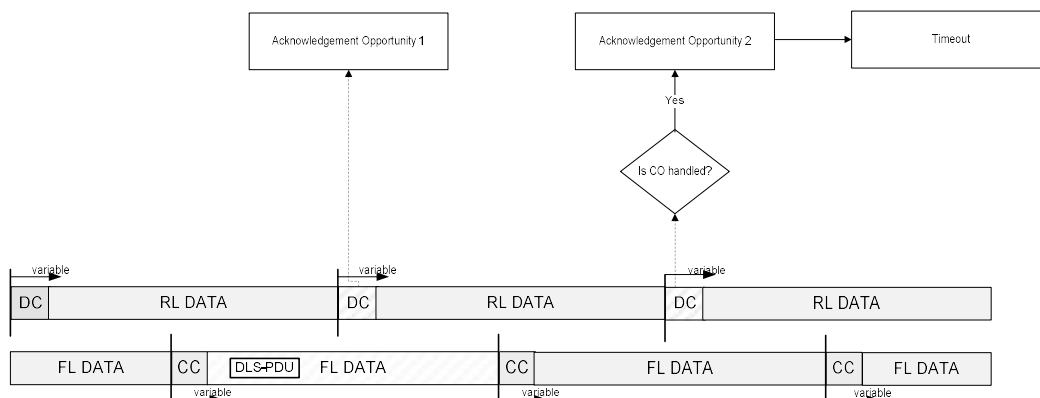 Acknowledgement Opportunity 1
Acknowledgement Opportunity 2
Timeout
Yes
Is CO handled?
variable
variable
variable
DC
RL DATA
DC
RL DATA
DC
RL DATA
FL DATA
CC
DLS-PDU
FL DATA
CC
FL DATA
CC
FL DATA
variable
variable
variable